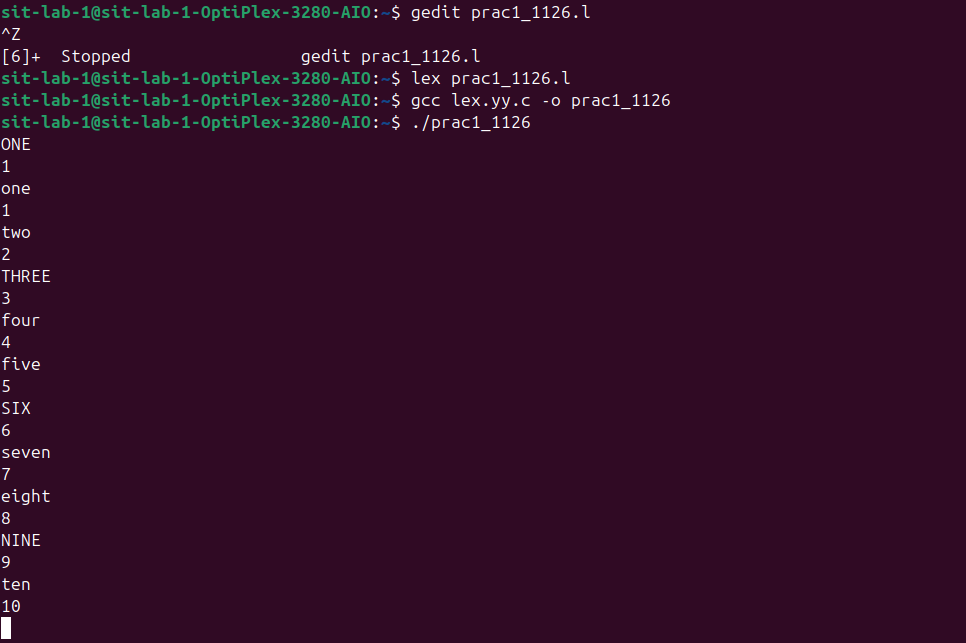 sit-lab-1@sit-lab-1-OptiPlex-3280-AIO:~$ gedit prac1_1126.l
^Z
[6]+  Stopped                 gedit prac1_1126.l
sit-lab-1@sit-lab-1-OptiPlex-3280-AIO:~$ lex prac1_1126.l
sit-lab-1@sit-lab-1-OptiPlex-3280-AIO:~$ gcc lex.yy.c -o prac1_1126
sit-lab-1@sit-lab-1-OptiPlex-3280-AIO:~$ ./prac1_1126
ONE
1
one
1
two
2
THREE
3
four
4
five
5
SIX
6
seven
7
eight
8
NINE
9
ten
10